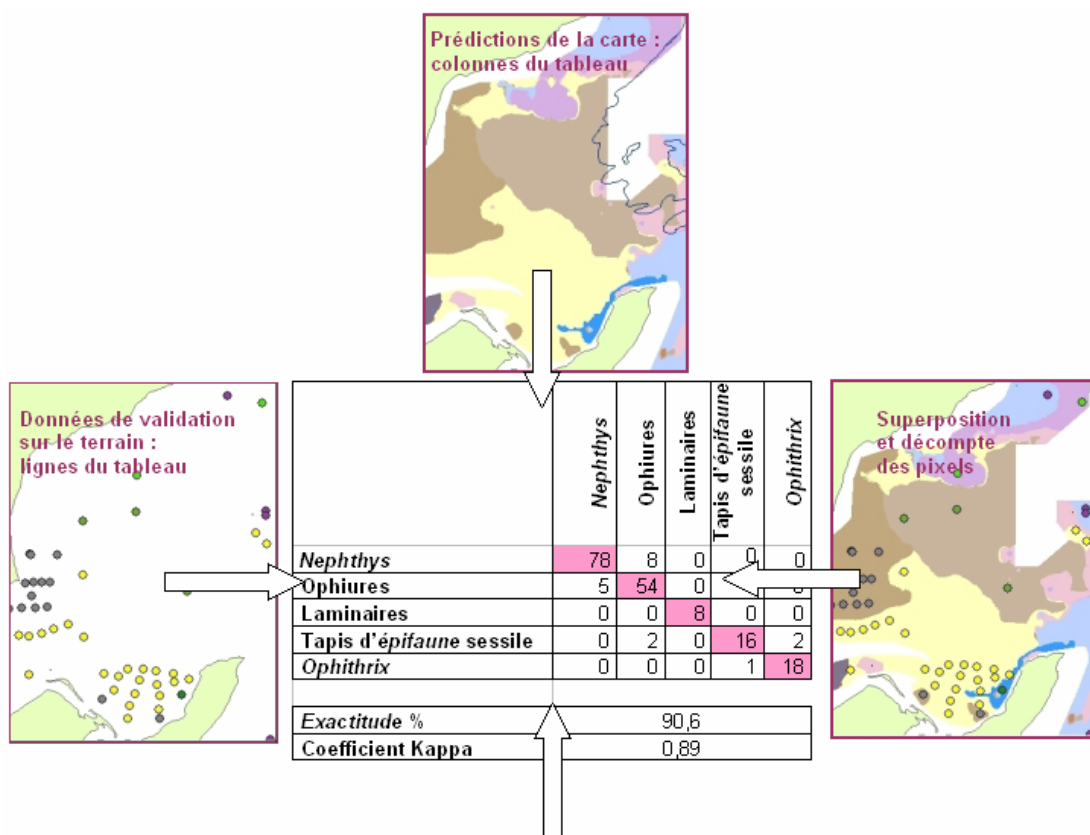 Prédictions de la carte :
colonnes du tableau
Données de validation
sur le terrain :
lignes du tableau
Superposition
et décompte
des pixels
Nephthys
Ophiures
Laminaires
Tapis d'épifaune
sessile
Ophithrix
Nephthys 78 8 0 0 0
Ophiures 5 54 0
Laminaires 0 0 8 0 0
Tapis d'épifaune sessile 0 2 0 16 2
Ophithrix 0 0 0 1 18
Exactitude % 90,6
Coefficient Kappa 0,89